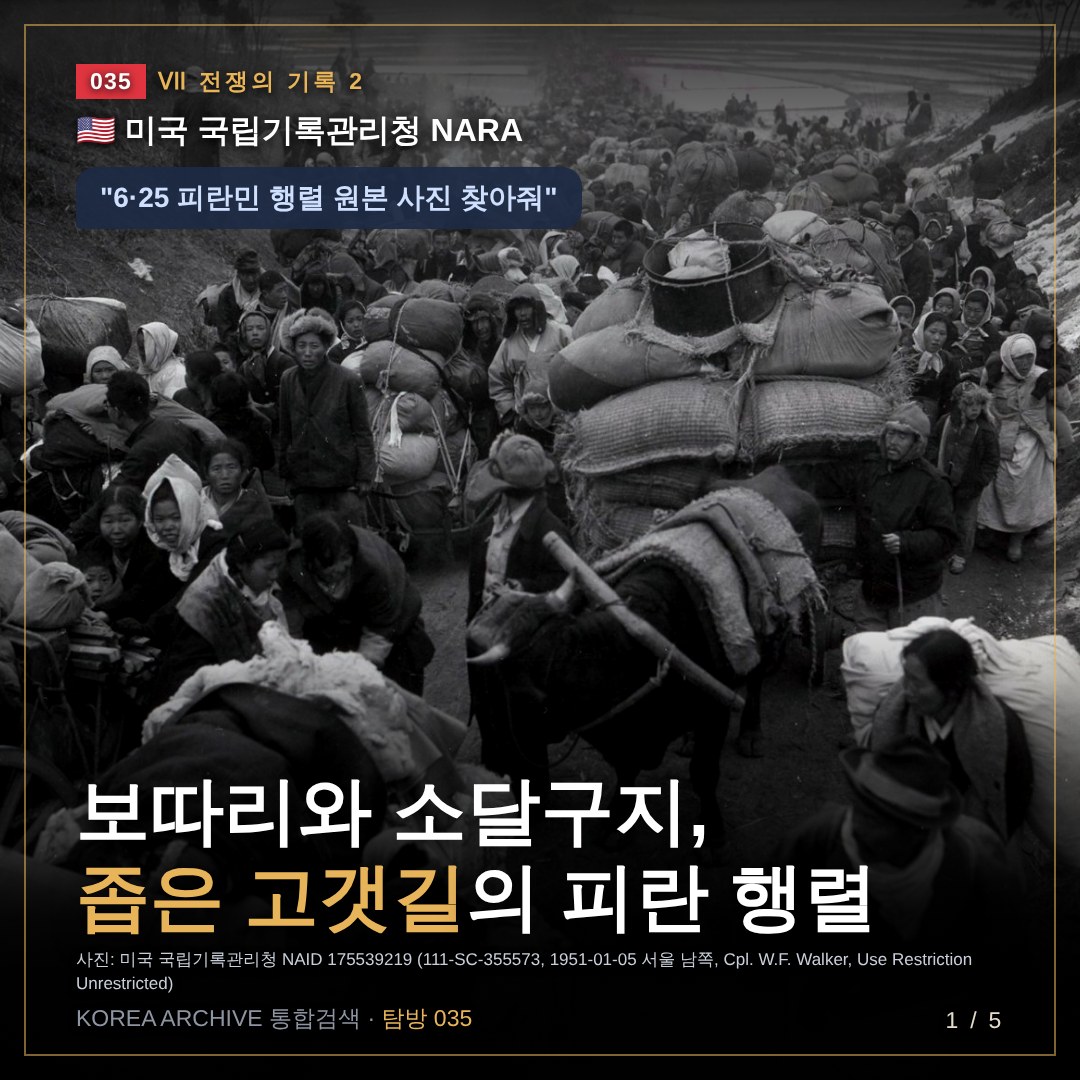 035 Ⅶ 전쟁의 기록 2
🇺🇸 미국 국립기록관리청 NARA
"6·25 피란민 행렬 원본 사진 찾아줘"
보따리와 소달구지,
좁은 고갯길의 피란 행렬
사진: 미국 국립기록관리청 NAID 175539219 (111-SC-355573, 1951-01-05 서울 남쪽, Cpl. W.F. Walker, Use Restriction
Unrestricted)
KOREA ARCHIVE 통합검색 · 탐방 035
1 / 5